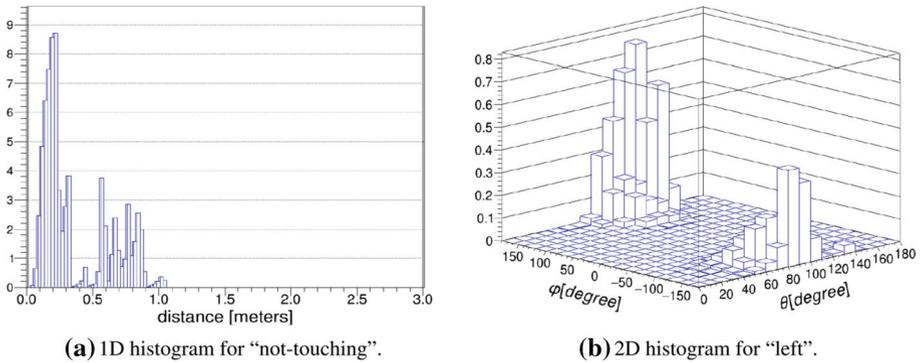 9
8
7
6
5
4
3
2
1
0
0.0 0.5 1.0 1.5 2.0 2.5 3.0
distance [meters]
(a) 1D histogram for “not-touching”.
0.8
0.7
0.6
0.5
0.4
0.3
0.2
0.1
0
150 100 50 0 −50 −100 −150
φ[degree]
0 20 40 60 80 100 120 140 160 180
θ[degree]
(b) 2D histogram for “left”.